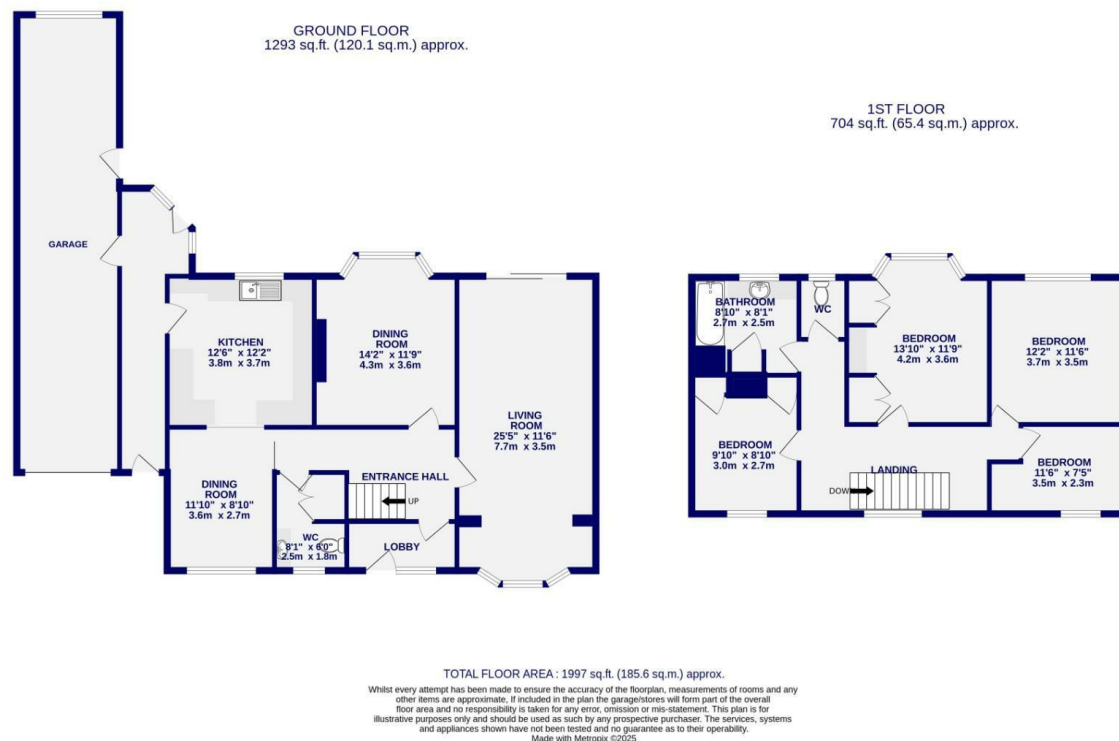 GROUND FLOOR
1293 sq.ft. (120.1 sq.m.) approx.
1ST FLOOR
704 sq.ft. (65.4 sq.m.) approx.
GARAGE
KITCHEN
12'6" x 12'2"
3.8m x 3.7m
DINING
ROOM
14'2" x 11'9"
4.3m x 3.6m
LIVING
ROOM
25'5" x 11'6"
7.7m x 3.5m
ENTRANCE HALL
UP
DINING
ROOM
11'10" x 8'10"
3.6m x 2.7m
WC
8'1" x 6'0"
2.5m x 1.8m
LOBBY
BATHROOM
8'10" x 8'1"
2.7m x 2.5m
WC
BEDROOM
13'10" x 11'9"
4.2m x 3.6m
BEDROOM
12'2" x 11'6"
3.7m x 3.5m
BEDROOM
9'10" x 8'10"
3.0m x 2.7m
LANDING
DOWN
BEDROOM
11'6" x 7'5"
3.5m x 2.3m
TOTAL FLOOR AREA : 1997 sq.ft. (185.6 sq.m.) approx.
Whilst every attempt has been made to ensure the accuracy of the floorplan, measurements of rooms and any
other items are approximate, If included in the plan the garage/stores will form part of the overall
floor area and no responsibility is taken for any error, omission or mis-statement. This plan is for
illustrative purposes only and should be used as such by any prospective purchaser. The services, systems
and appliances shown have not been tested and no guarantee as to their operability.
Made with Metropix ©2025